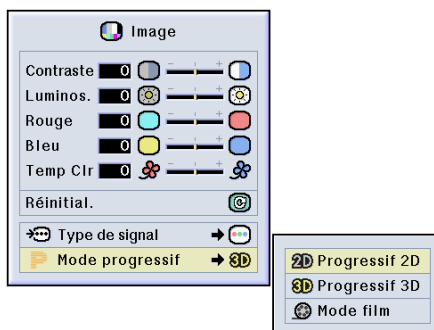 Image
Contraste 0
Luminos. 0
Rouge 0
Bleu 0
Temp Clr 0
Réinitial.
Type de signal
P Mode progressif 3D
2D Progressif 2D
3D Progressif 3D
Mode film